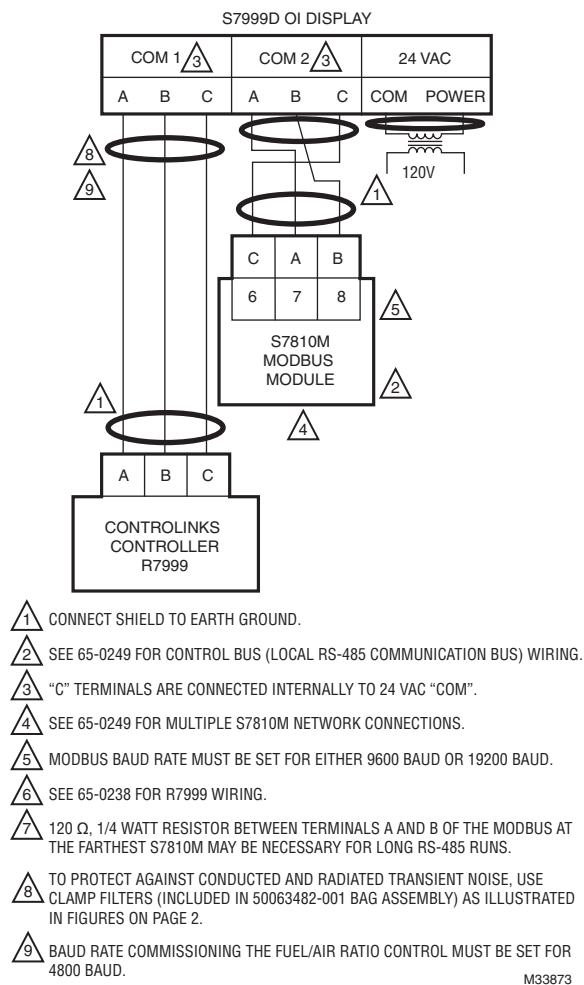 S7999D OI DISPLAY
COM 1 3 COM 2 3 24 VAC
A B C A B C COM POWER
8
9
120V
1
C A B
6 7 8
5
S7810M
MODBUS
MODULE
2
4
1
A B C
CONTROLINKS
CONTROLLER
R7999
1 CONNECT SHIELD TO EARTH GROUND.
2 SEE 65-0249 FOR CONTROL BUS (LOCAL RS-485 COMMUNICATION BUS) WIRING.
3 “C” TERMINALS ARE CONNECTED INTERNALLY TO 24 VAC “COM”.
4 SEE 65-0249 FOR MULTIPLE S7810M NETWORK CONNECTIONS.
5 MODBUS BAUD RATE MUST BE SET FOR EITHER 9600 BAUD OR 19200 BAUD.
6 SEE 65-0238 FOR R7999 WIRING.
7 120 Ω, 1/4 WATT RESISTOR BETWEEN TERMINALS A AND B OF THE MODBUS AT
THE FARTHEST S7810M MAY BE NECESSARY FOR LONG RS-485 RUNS.
8 TO PROTECT AGAINST CONDUCTED AND RADIATED TRANSIENT NOISE, USE
CLAMP FILTERS (INCLUDED IN 50063482-001 BAG ASSEMBLY) AS ILLUSTRATED
IN FIGURES ON PAGE 2.
9 BAUD RATE COMMISSIONING THE FUEL/AIR RATIO CONTROL MUST BE SET FOR
4800 BAUD.
M33873